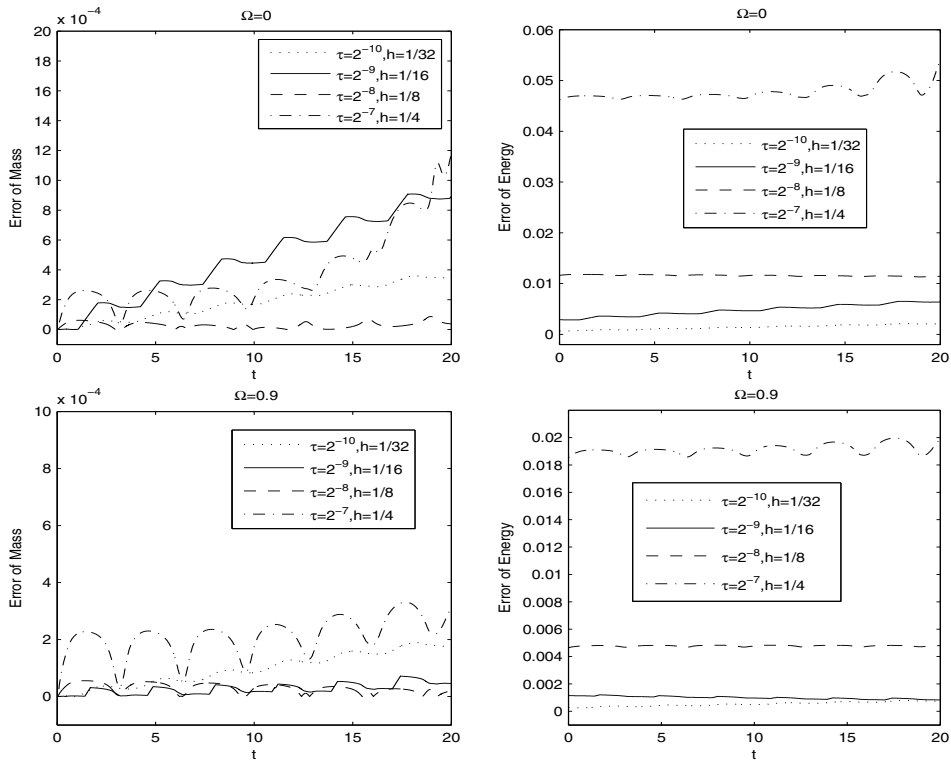 Ω=0
x 10⁻⁴
20
18
16
14
12
10
8
6
4
2
0
Error of Mass
τ=2⁻¹⁰,h=1/32
τ=2⁻⁹,h=1/16
τ=2⁻⁸,h=1/8
τ=2⁻⁷,h=1/4
0 5 10 15 20
t
Ω=0
0.06
0.05
0.04
0.03
0.02
0.01
0
Error of Energy
τ=2⁻¹⁰,h=1/32
τ=2⁻⁹,h=1/16
τ=2⁻⁸,h=1/8
τ=2⁻⁷,h=1/4
0 5 10 15 20
t
Ω=0.9
x 10⁻⁴
10
8
6
4
2
0
Error of Mass
τ=2⁻¹⁰,h=1/32
τ=2⁻⁹,h=1/16
τ=2⁻⁸,h=1/8
τ=2⁻⁷,h=1/4
0 5 10 15 20
t
Ω=0.9
0.02
0.018
0.016
0.014
0.012
0.01
0.008
0.006
0.004
0.002
0
Error of Energy
τ=2⁻¹⁰,h=1/32
τ=2⁻⁹,h=1/16
τ=2⁻⁸,h=1/8
τ=2⁻⁷,h=1/4
0 5 10 15 20
t